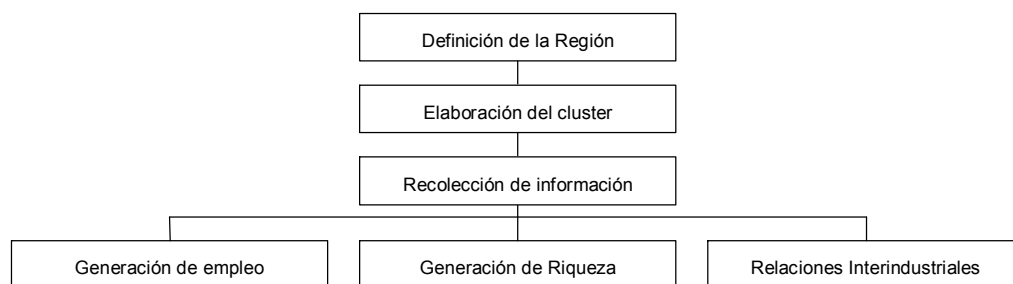 Definición de la Región
Elaboración del cluster
Recolección de información
Generación de empleo
Generación de Riqueza
Relaciones Interindustriales